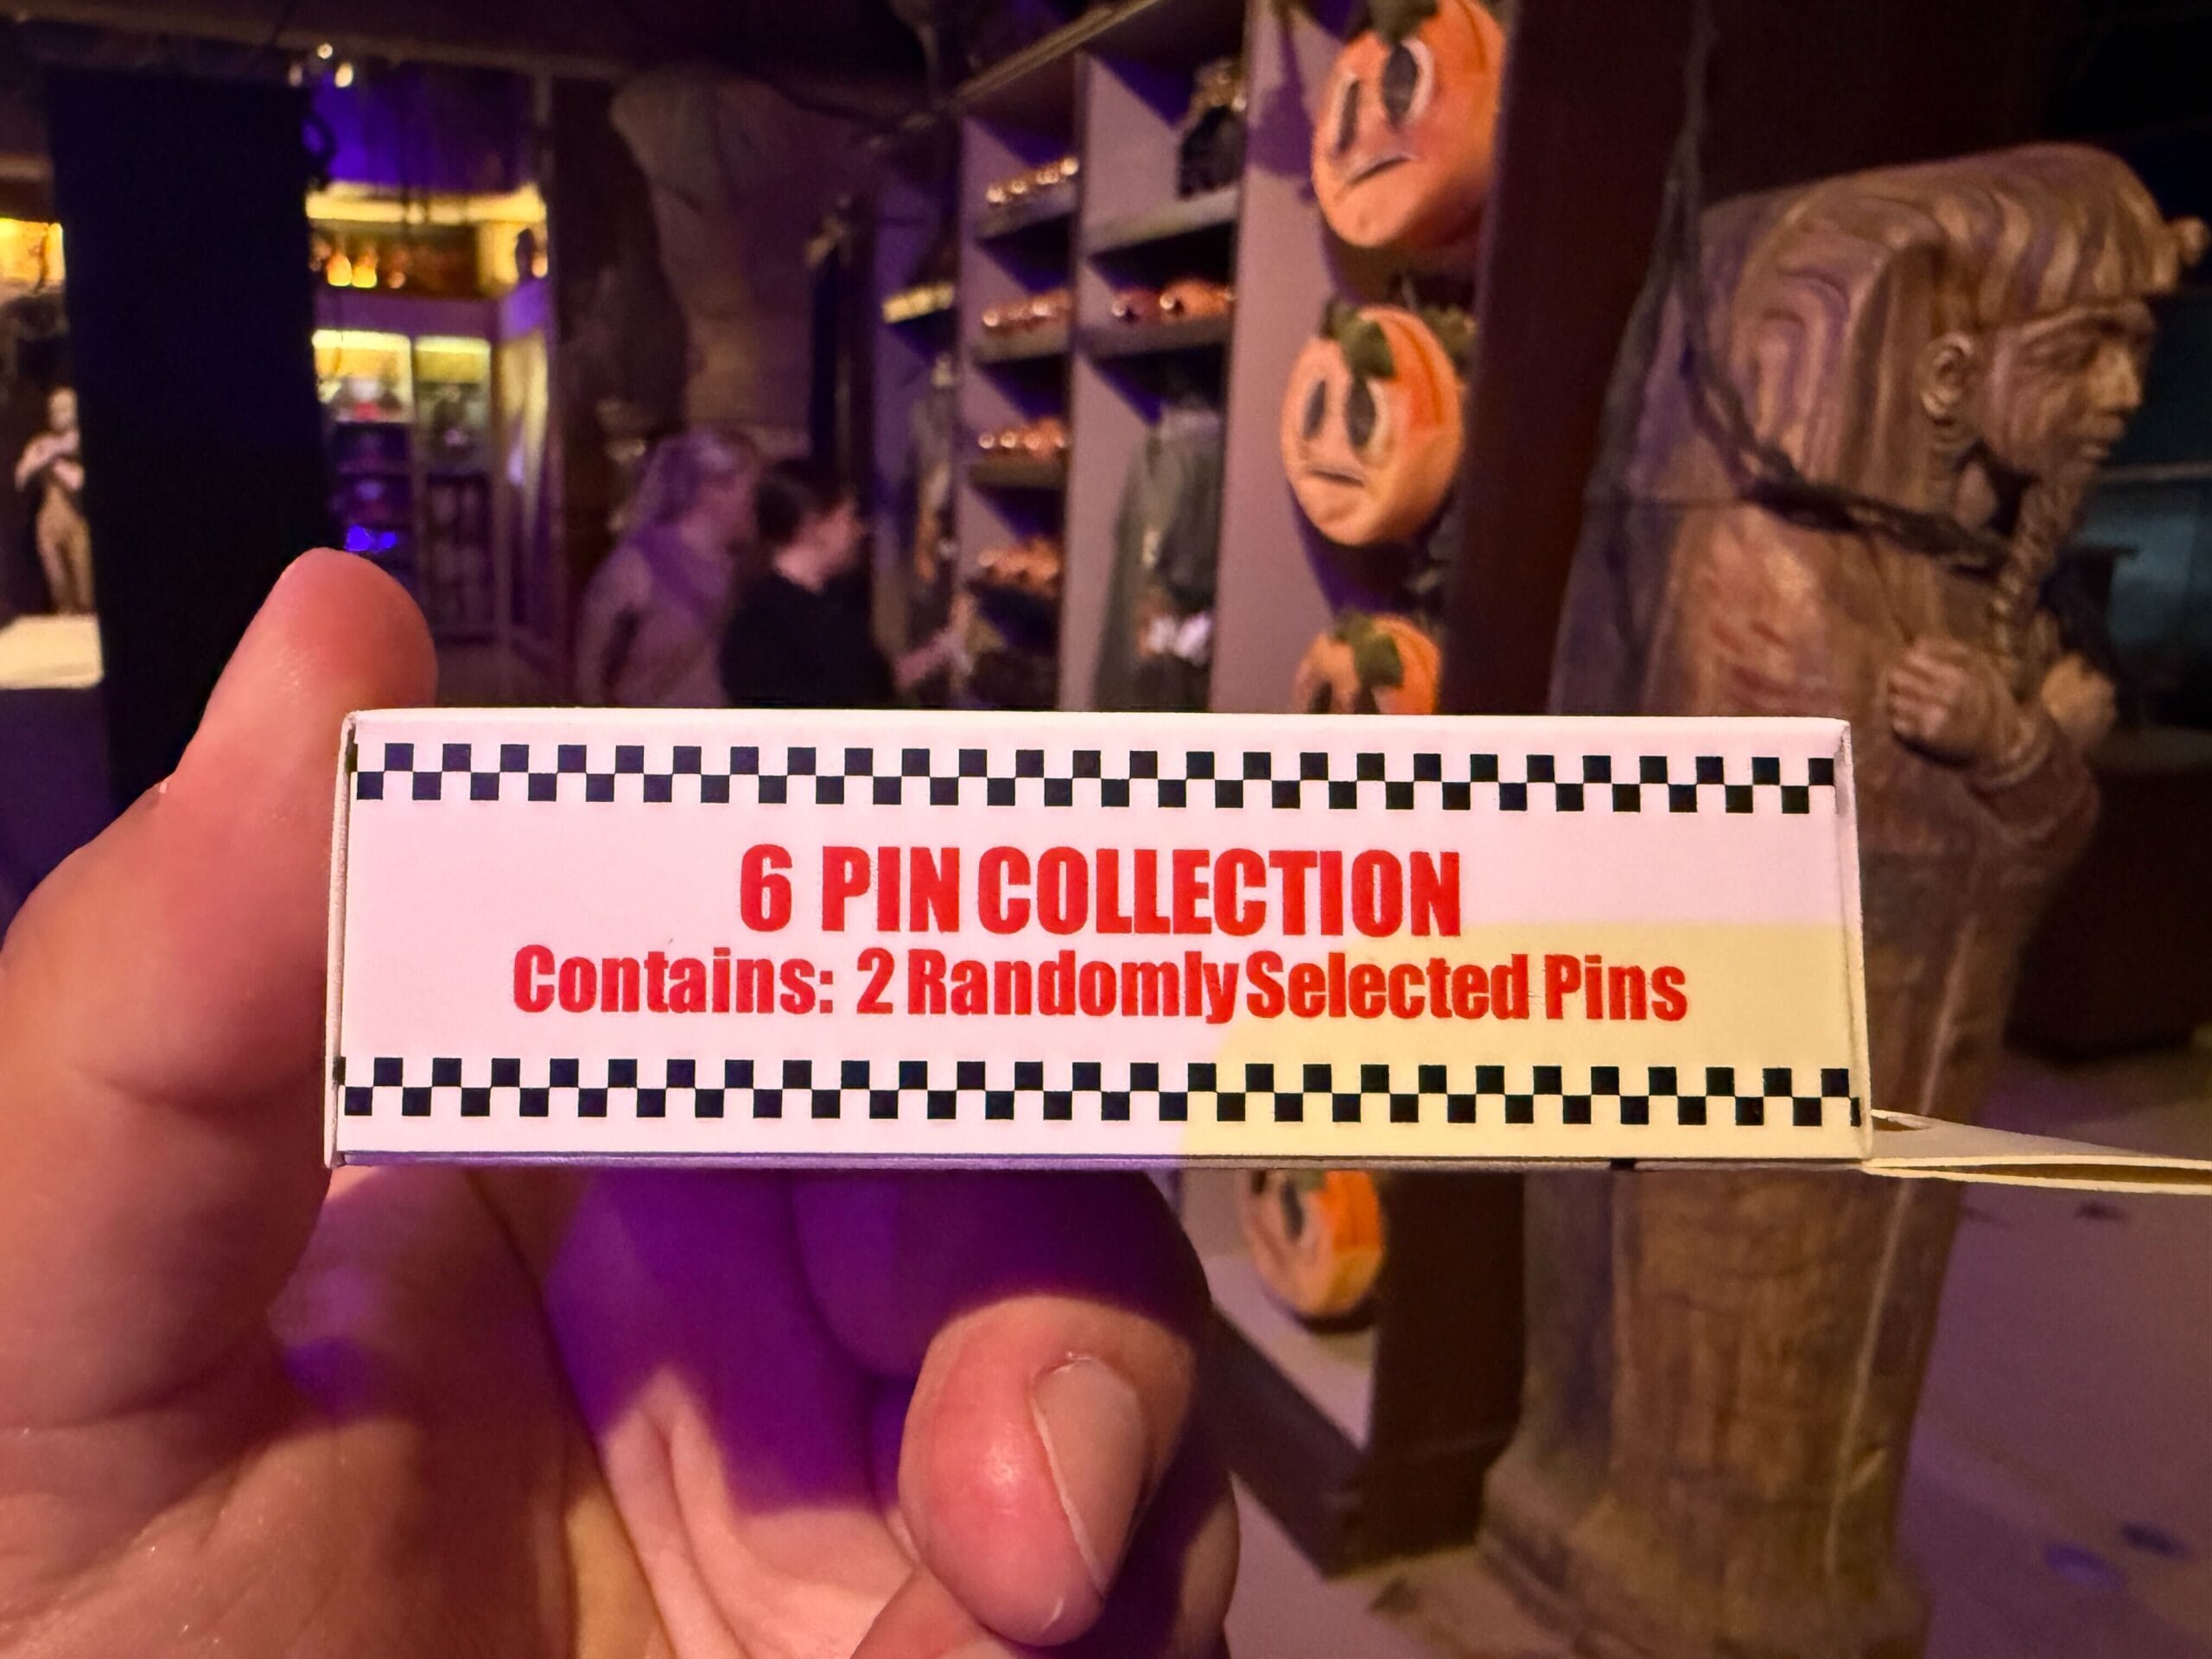 6 PIN COLLECTION
Contains: 2 Randomly Selected Pins